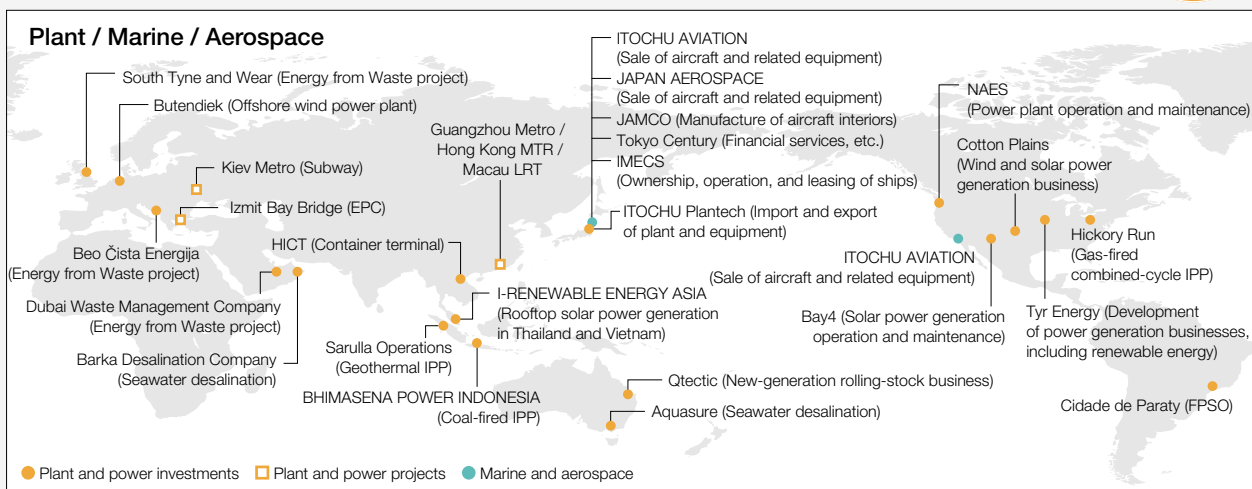 Plant / Marine / Aerospace
South Tyne and Wear (Energy from Waste project)
Butendiek (Offshore wind power plant)
Kiev Metro (Subway)
Izmit Bay Bridge (EPC)
Beo Čista Energija
(Energy from Waste project)
Dubai Waste Management Company
(Energy from Waste project)
Barka Desalination Company
(Seawater desalination)
HICT (Container terminal)
Guangzhou Metro /
Hong Kong MTR /
Macau LRT
ITOCHU AVIATION
(Sale of aircraft and related equipment)
JAPAN AEROSPACE
(Sale of aircraft and related equipment)
JAMCO (Manufacture of aircraft interiors)
Tokyo Century (Financial services, etc.)
IMECS
(Ownership, operation, and leasing of ships)
ITOCHU Plantech (Import and export
of plant and equipment)
I-RENEWABLE ENERGY ASIA
(Rooftop solar power generation
in Thailand and Vietnam)
Sarulla Operations
(Geothermal IPP)
BHIMASENA POWER INDONESIA
(Coal-fired IPP)
Qtectic (New-generation rolling-stock business)
Aquasure (Seawater desalination)
NAES
(Power plant operation and maintenance)
Cotton Plains
(Wind and solar power
generation business)
ITOCHU AVIATION
(Sale of aircraft and related equipment)
Bay4 (Solar power generation
operation and maintenance)
Hickory Run
(Gas-fired
combined-cycle IPP)
Tyr Energy (Development
of power generation businesses,
including renewable energy)
Cidade de Paraty (FPSO)
Plant and power investments
Plant and power projects
Marine and aerospace